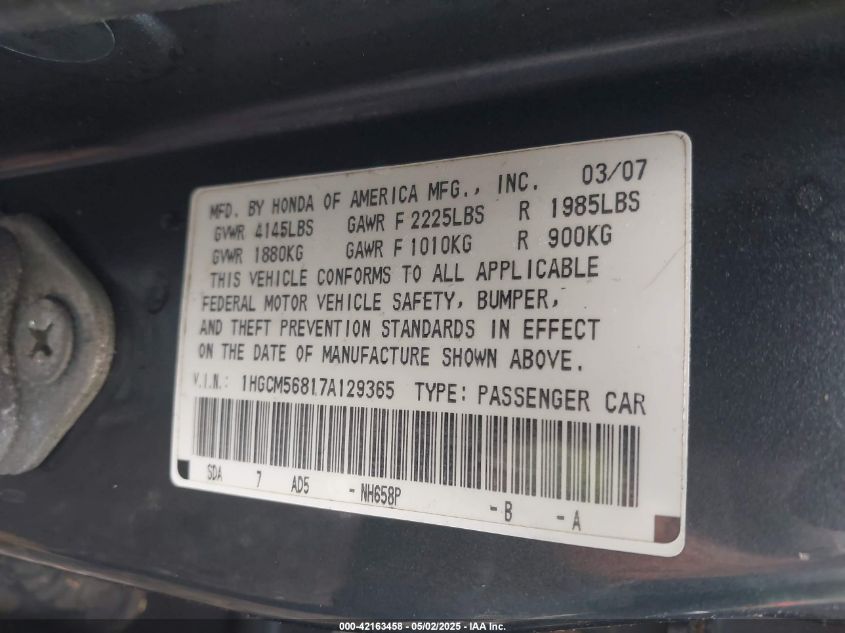 03/07
MFD. BY HONDA OF AMERICA MFG., INC.
GVWR 4145LBS GAWR F 2225LBS R 1985LBS
GVWR 1880KG GAWR F 1010KG R 900KG
THIS VEHICLE CONFORMS TO ALL APPLICABLE
FEDERAL MOTOR VEHICLE SAFETY, BUMPER,
AND THEFT PREVENTION STANDARDS IN EFFECT
ON THE DATE OF MANUFACTURE SHOWN ABOVE.
V.I.N.: 1HGCM56817A129365 TYPE: PASSENGER CAR
SDA 7 AD5 - NH658P - B - A
000-42163458 - 05/02/2025 - IAA Inc.